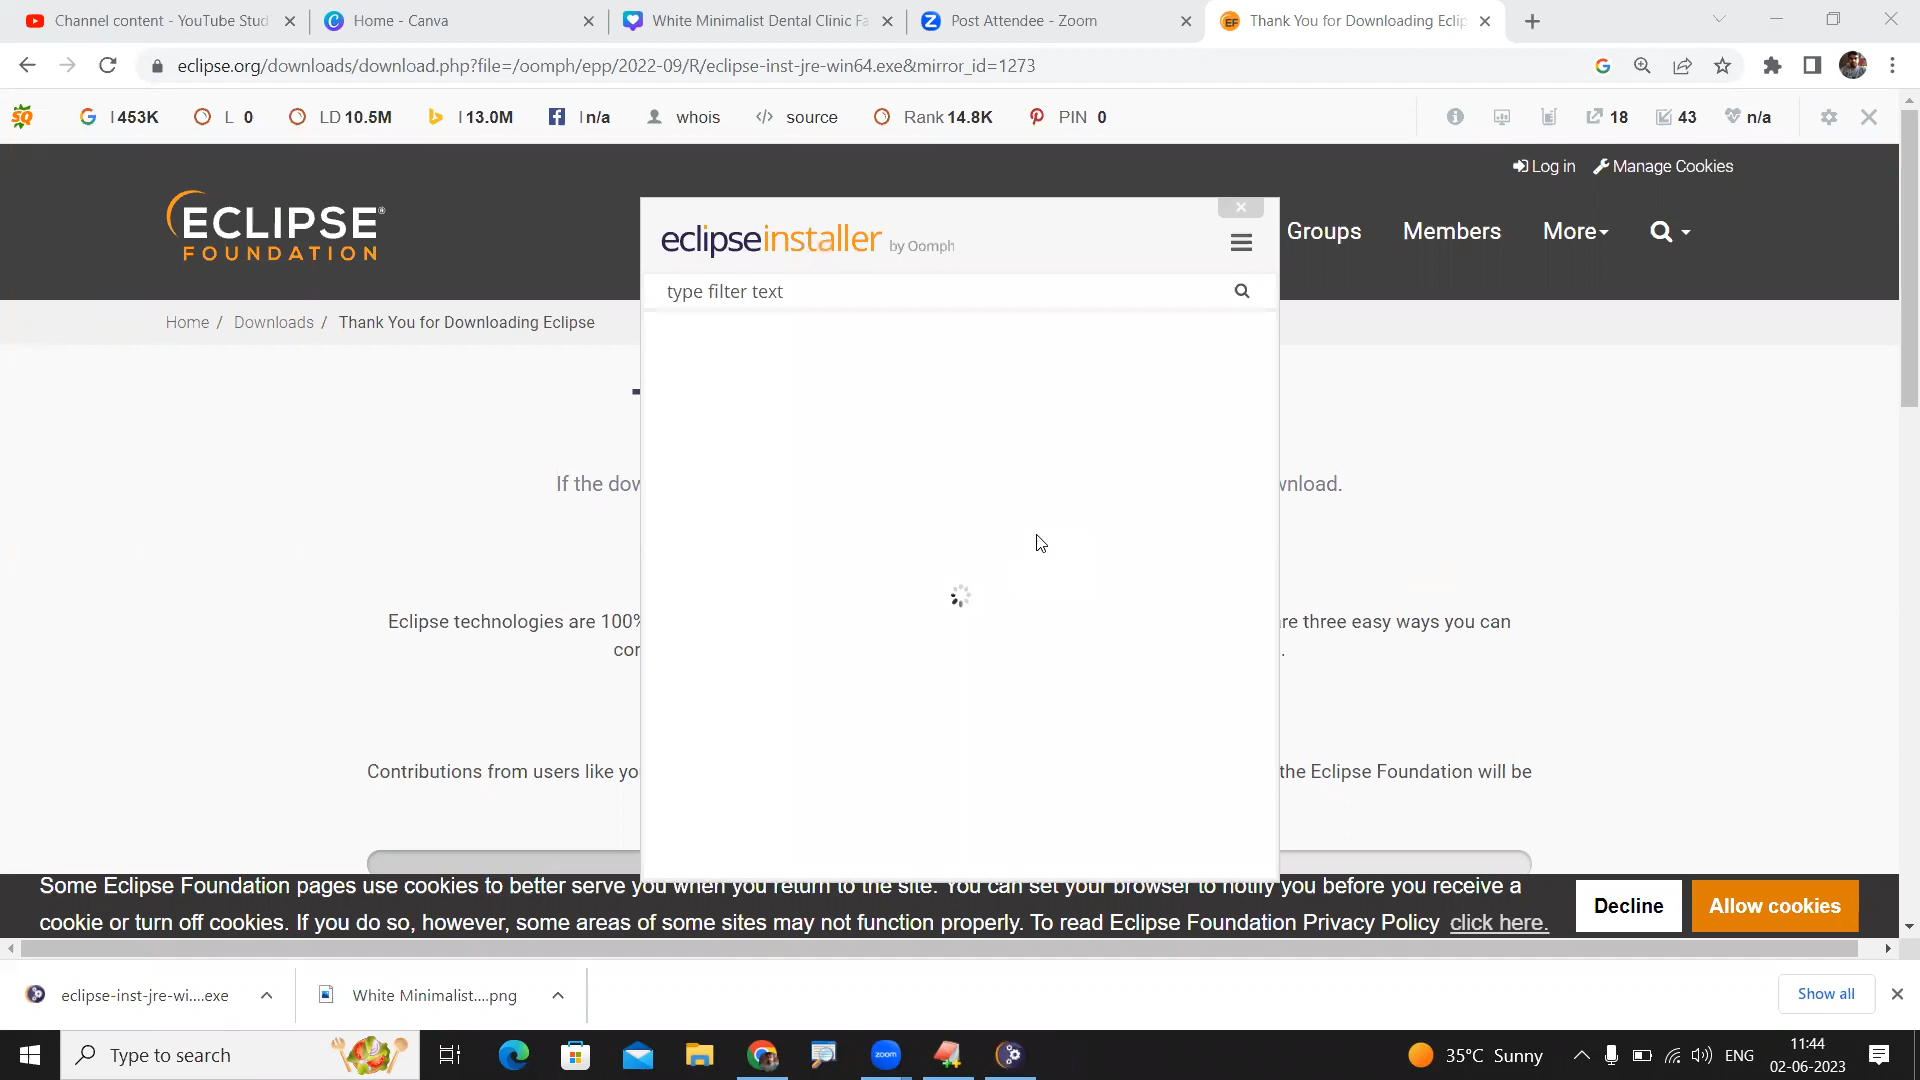 Channel content - YouTube Stud
Home - Canva
White Minimalist Dental Clinic Fa
Post Attendee - Zoom
Thank You for Downloading Eclip
eclipse.org/downloads/download.php?file=/oomph/epp/2022-09/R/eclipse-inst-jre-win64.exe&mirror_id=1273
I 453K L 0 LD 10.5M I 13.0M I n/a whois source Rank 14.8K PIN 0 18 43 n/a
Log in Manage Cookies
ECLIPSE®
FOUNDATION
Groups Members More
eclipseinstaller by Oomph
type filter text
Home / Downloads / Thank You for Downloading Eclipse
If the dow
wnload.
Eclipse technologies are 100%
re three easy ways you can
cor
.
Contributions from users like yo
the Eclipse Foundation will be
Some Eclipse Foundation pages use cookies to better serve you when you return to the site. You can set your browser to notify you before you receive a
cookie or turn off cookies. If you do so, however, some areas of some sites may not function properly. To read Eclipse Foundation Privacy Policy click here.
Decline
Allow cookies
eclipse-inst-jre-wi....exe
White Minimalist....png
Show all
Type to search
zoom
35°C Sunny
ENG
11:44
02-06-2023